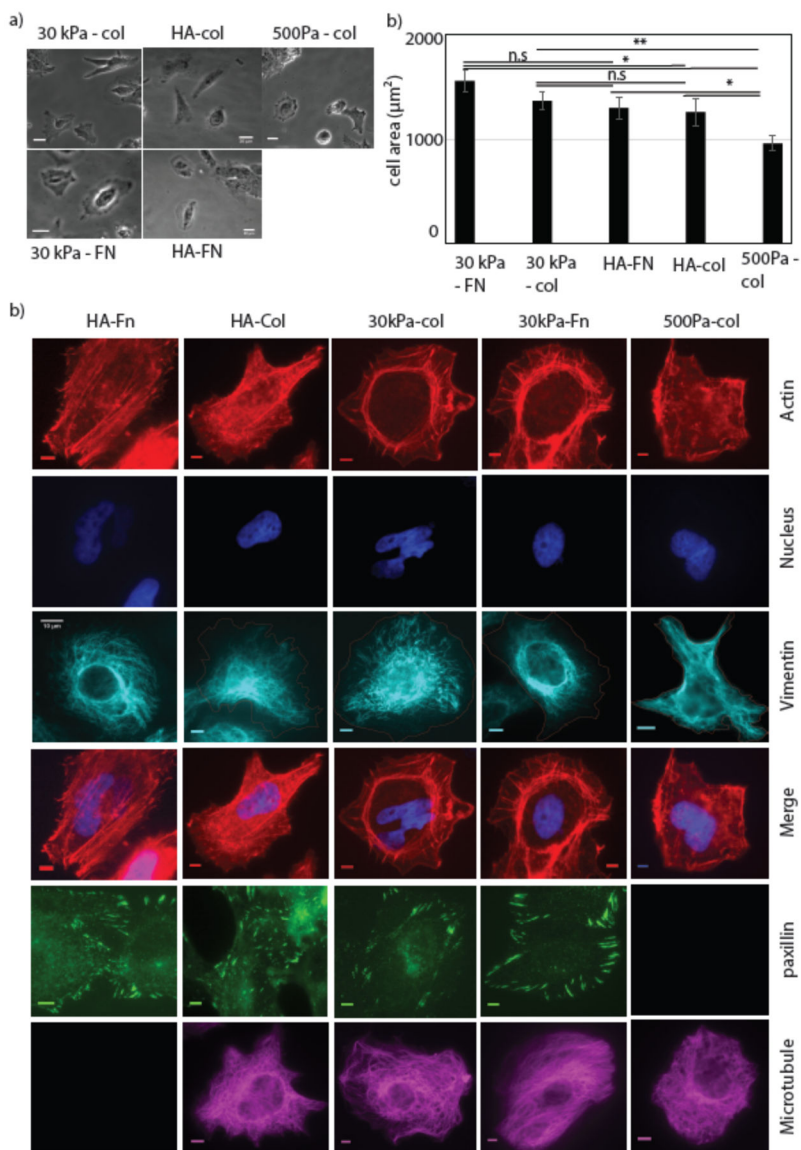 a)
30 kPa - col
HA-col
500Pa - col
30 kPa - FN
HA-FN
b)
cell area (μm²)
2000
1000
0
**
n.s
*
n.s
*
30 kPa
- FN
30 kPa
- col
HA-FN
HA-col
500Pa -
col
b)
HA-Fn
HA-Col
30kPa-col
30kPa-Fn
500Pa-col
Actin
Nucleus
10 μm
Vimentin
Merge
paxillin
Microtubule